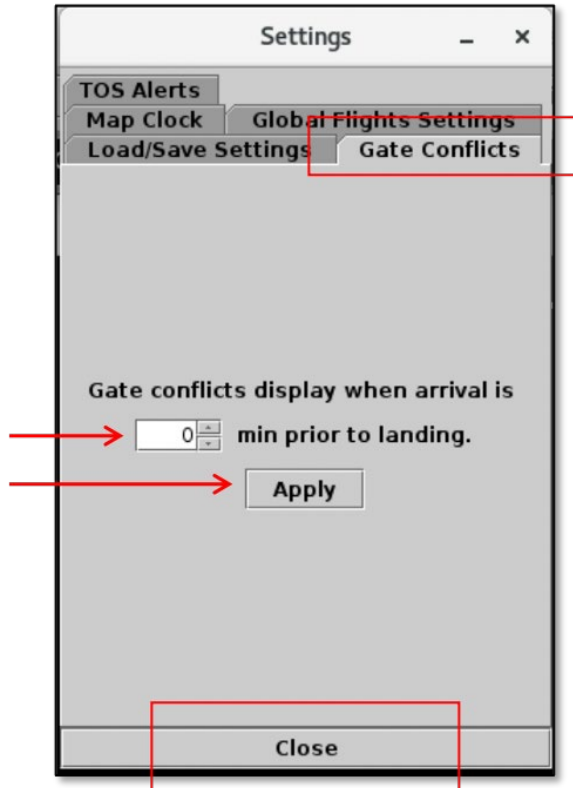 Settings
TOS Alerts
Map Clock Global Flights Settings
Load/Save Settings Gate Conflicts
Gate conflicts display when arrival is
0 min prior to landing.
Apply
Close